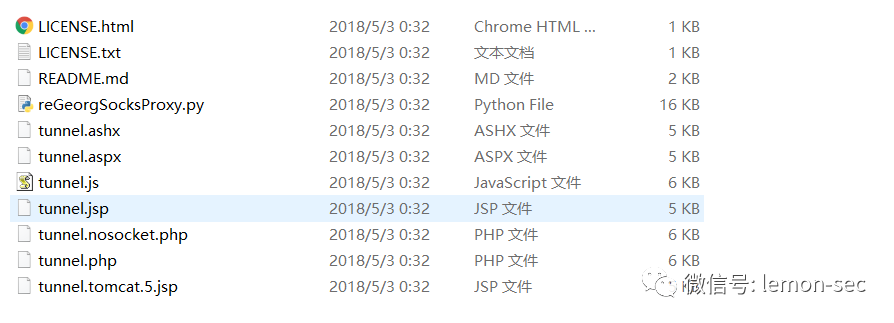 LICENSE.html 2018/5/3 0:32 Chrome HTML ... 1 KB
LICENSE.txt 2018/5/3 0:32 文本文档 1 KB
README.md 2018/5/3 0:32 MD 文件 2 KB
reGeorgSocksProxy.py 2018/5/3 0:32 Python File 16 KB
tunnel.ashx 2018/5/3 0:32 ASHX 文件 5 KB
tunnel.aspx 2018/5/3 0:32 ASPX 文件 5 KB
tunnel.js 2018/5/3 0:32 JavaScript 文件 6 KB
tunnel.jsp 2018/5/3 0:32 JSP 文件 5 KB
tunnel.nosocket.php 2018/5/3 0:32 PHP 文件 6 KB
tunnel.php 2018/5/3 0:32 PHP 文件 6 KB
tunnel.tomcat.5.jsp 2018/5/3 0:32 JSP 文件
微信号: lemon-sec